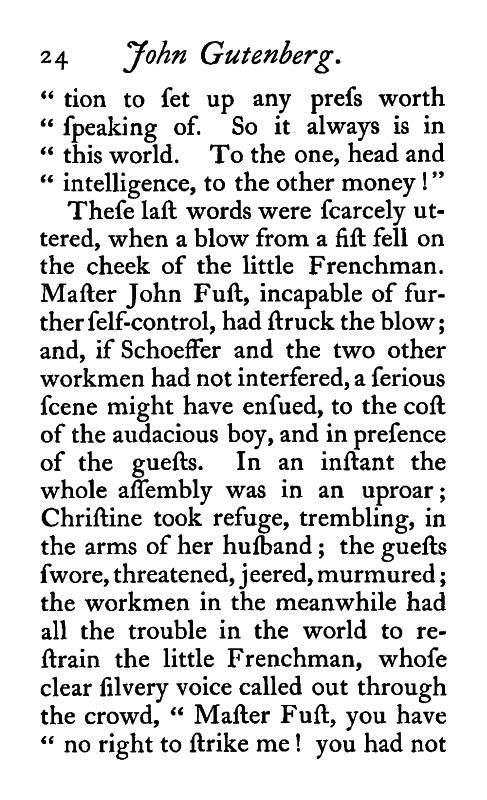 24 John Gutenberg.
“ tion to ſet up any preſs worth
“ ſpeaking of. So it always is in
“ this world. To the one, head and
“ intelligence, to the other money !”
Theſe laſt words were ſcarcely ut-
tered, when a blow from a fiſt fell on
the cheek of the little Frenchman.
Maſter John Fuſt, incapable of fur-
ther ſelf-control, had ſtruck the blow ;
and, if Schoeffer and the two other
workmen had not interfered, a ſerious
ſcene might have enſued, to the coſt
of the audacious boy, and in preſence
of the gueſts. In an inſtant the
whole aſſembly was in an uproar ;
Chriſtine took refuge, trembling, in
the arms of her huſband ; the gueſts
ſwore, threatened, jeered, murmured ;
the workmen in the meanwhile had
all the trouble in the world to re-
ſtrain the little Frenchman, whoſe
clear ſilvery voice called out through
the crowd, “ Maſter Fuſt, you have
“ no right to ſtrike me ! you had not